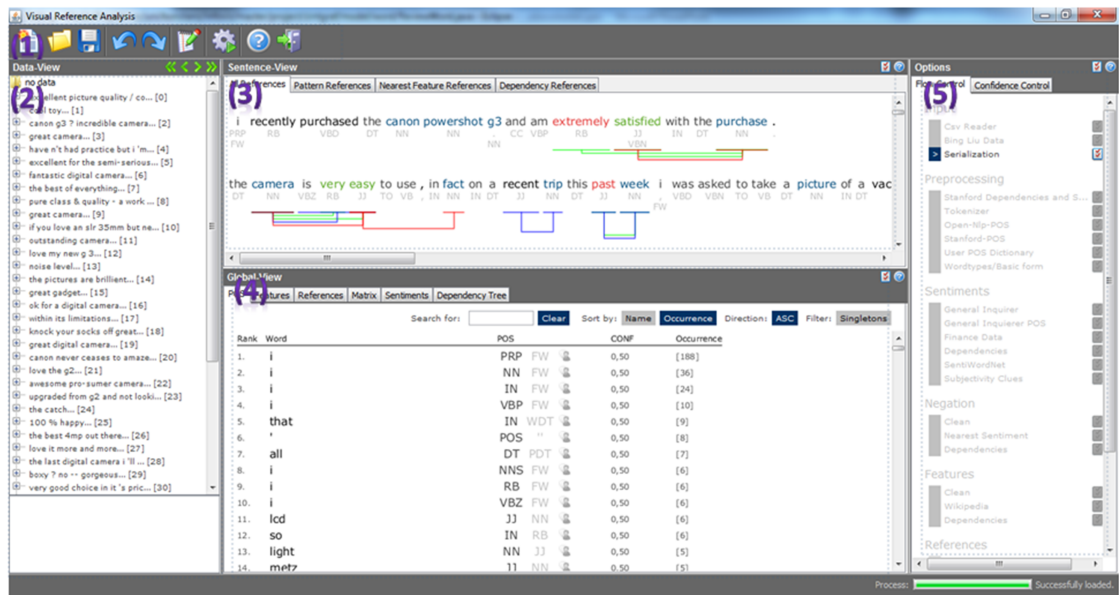 Visual Reference Analysis
(1)
Data-View
no data
(2)
excellent picture quality / co... [0]
cool toy... [1]
canon g3 ? incredible camera... [2]
great camera... [3]
have n't had practice but i 'm... [4]
excellent for the semi-serious... [5]
fantastic digital camera... [6]
the best of everything... [7]
pure class & quality - a work ... [8]
great camera... [9]
if you love an slr 35mm but ne... [10]
outstanding camera... [11]
love my new g 3... [12]
noise level... [13]
the pictures are brillient... [14]
great gadget... [15]
ok for a digital camera... [16]
within its limitations... [17]
knock your socks off great... [18]
great digital camera... [19]
canon never ceases to amaze... [20]
love the g2... [21]
awesome pro-sumer camera... [22]
upgraded from g2 and not looki... [23]
the catch... [24]
100 % happy... [25]
the best 4mp out there... [26]
love it more and more... [27]
the last digital camera i 'll ... [28]
boxy ? no -- gorgeous... [29]
very good choice in it 's pric... [30]
Sentence-View
(3)
References Pattern References Nearest Feature References Dependency References
i recently purchased the canon powershot g3 and am extremely satisfied with the purchase .
PRP RB VBD DT NN NN . CC VBP RB JJ IN DT NN .
FW NN VBN
the camera is very easy to use , in fact on a recent trip this past week i was asked to take a picture of a vac
DT NN VBZ RB JJ TO VB , IN NN IN DT JJ NN DT JJ NN VBD VBN TO VB DT NN IN DT
FW
Global-View
(4)
Features References Matrix Sentiments Dependency Tree
Search for: Clear Sort by: Name Occurrence Direction: ASC Filter: Singletons
Rank Word POS CONF Occurrence
1. i PRP FW 0,50 [188]
2. i NN FW 0,50 [36]
3. i IN FW 0,50 [24]
4. i VBP FW 0,50 [10]
5. that IN WDT 0,50 [9]
6. ' POS '' 0,50 [8]
7. all DT PDT 0,50 [7]
8. i NNS FW 0,50 [6]
9. i RB FW 0,50 [6]
10. i VBZ FW 0,50 [6]
11. lcd JJ NN 0,50 [6]
12. so IN RB 0,50 [6]
13. light NN JJ 0,50 [5]
14. metz JJ NN 0,50 [5]
Options
(5)
Control Confidence Control
Csv Reader
Bing Liu Data
> Serialization
Preprocessing
Stanford Dependencies and S...
Tokenizer
Open-Nlp-POS
Stanford-POS
User POS Dictionary
Wordtypes/Basic form
Sentiments
General Inquirer
General Inquierer POS
Finance Data
Dependencies
SentiWordNet
Subjectivity Clues
Negation
Clean
Nearest Sentiment
Dependencies
Features
Clean
Wikipedia
Dependencies
References
Process: Successfully loaded.